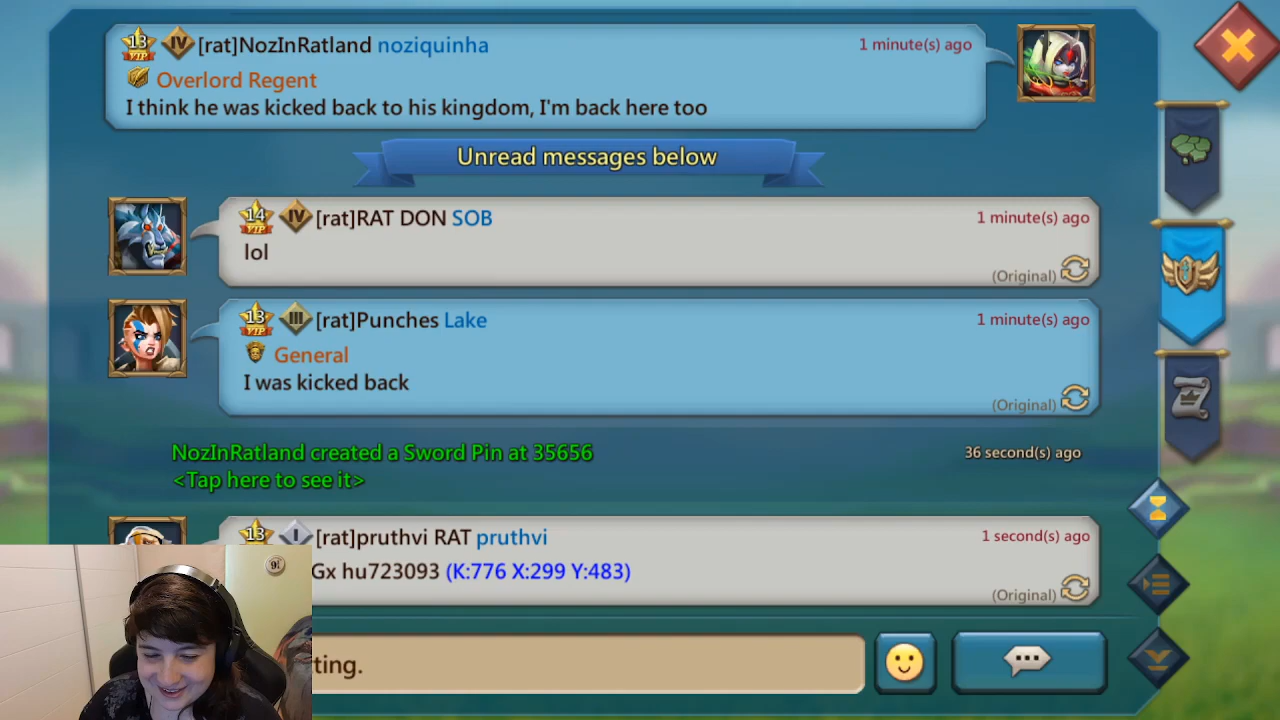 13 VIP IV [rat]NozInRatland noziquinha 1 minute(s) ago
Overlord Regent
I think he was kicked back to his kingdom, I'm back here too
Unread messages below
14 VIP IV [rat]RAT DON SOB 1 minute(s) ago
lol
(Original)
13 VIP III [rat]Punches Lake 1 minute(s) ago
General
I was kicked back
(Original)
NozInRatland created a Sword Pin at 35656 36 second(s) ago
<Tap here to see it>
13 I [rat]pruthvi RAT pruthvi 1 second(s) ago
Gx hu723093 (K:776 X:299 Y:483)
(Original)
ting.